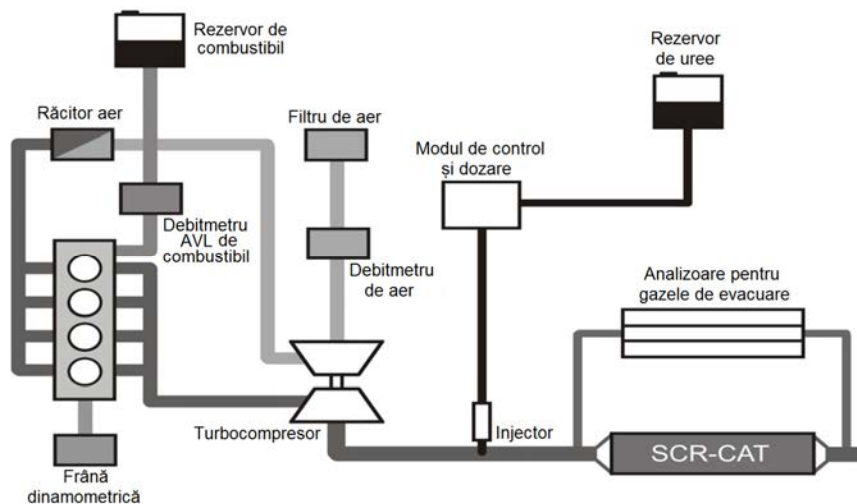 Rezervor de
combustibil
Rezervor
de uree
Răcitor aer
Filtru de aer
Modul de control
și dozare
Debitmetru
AVL de
combustibil
Debitmetru
de aer
Analizoare pentru
gazele de evacuare
Turbocompresor
Injector
SCR-CAT
Frână
dinamometrică